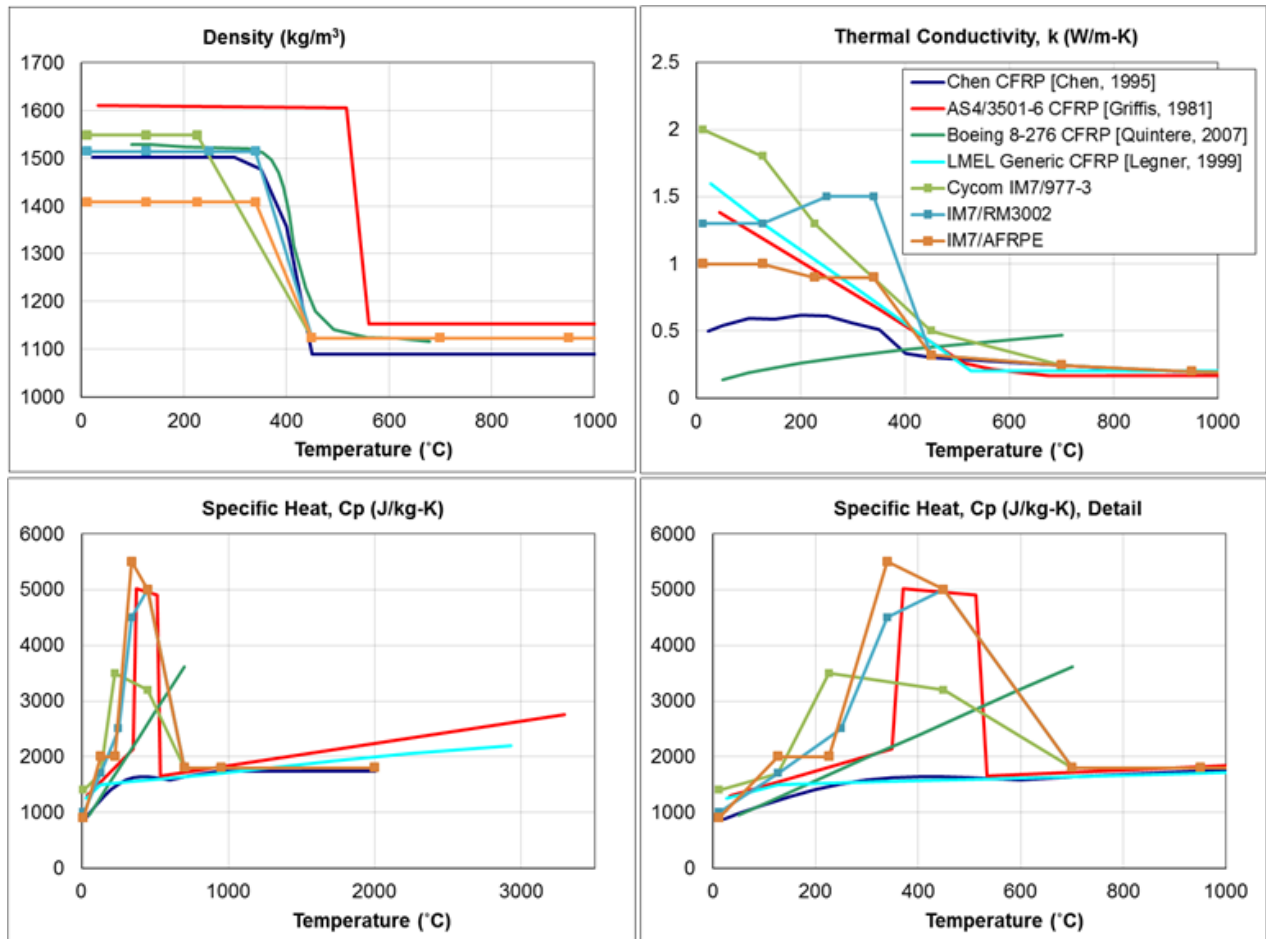 Density (kg/m³)
1700
1600
1500
1400
1300
1200
1100
1000
0 200 400 600 800 1000
Temperature (˚C)
Thermal Conductivity, k (W/m-K)
2.5
2
1.5
1
0.5
0
Chen CFRP [Chen, 1995]
AS4/3501-6 CFRP [Griffis, 1981]
Boeing 8-276 CFRP [Quintere, 2007]
LMEL Generic CFRP [Legner, 1999]
Cycom IM7/977-3
IM7/RM3002
IM7/AFRPE
0 200 400 600 800 1000
Temperature (˚C)
Specific Heat, Cp (J/kg-K)
6000
5000
4000
3000
2000
1000
0
0 1000 2000 3000
Temperature (˚C)
Specific Heat, Cp (J/kg-K), Detail
6000
5000
4000
3000
2000
1000
0
0 200 400 600 800 1000
Temperature (˚C)